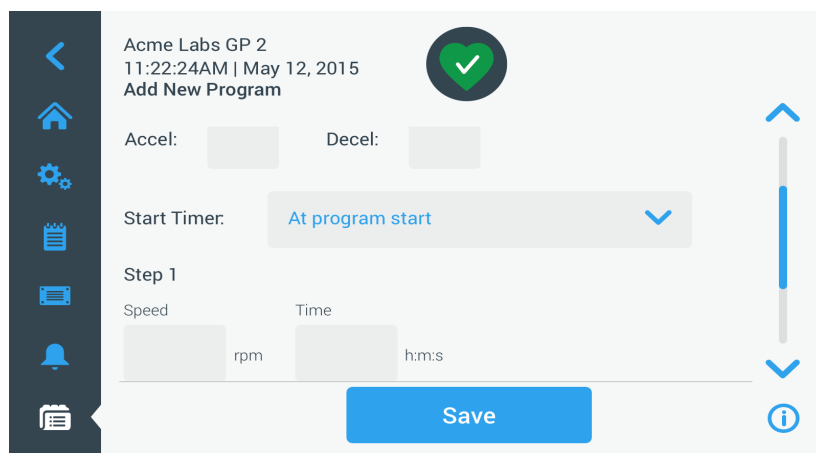 Acme Labs GP 2
11:22:24AM | May 12, 2015
Add New Program
Accel: Decel:
Start Timer: At program start
Step 1
Speed Time
rpm h:m:s
Save